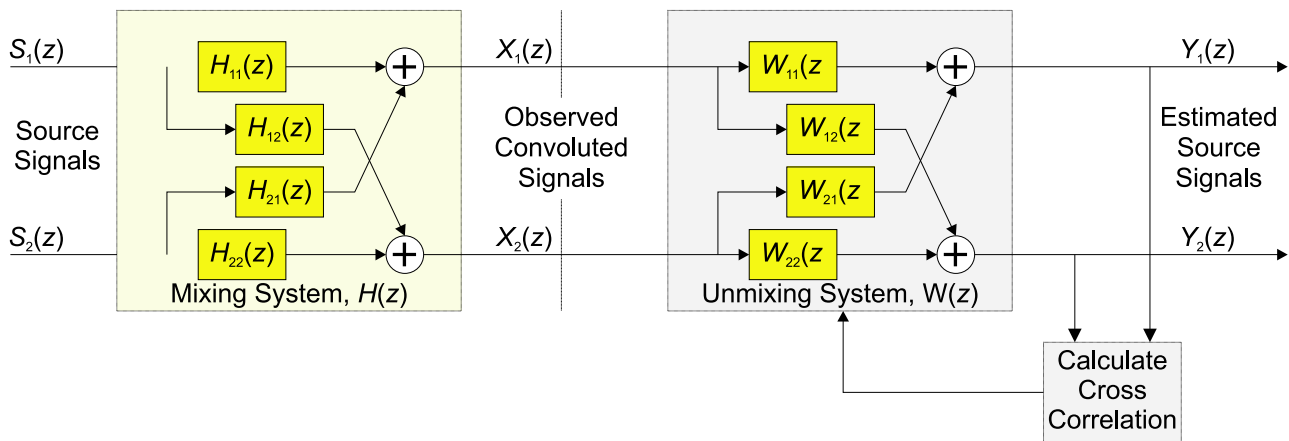 S1(z)
H11(z)
X1(z)
W11(z
Y1(z)
Source
Signals
H12(z)
H21(z)
Observed
Convoluted
Signals
W12(z
W21(z
Estimated
Source
Signals
S2(z)
H22(z)
X2(z)
W22(z
Y2(z)
Mixing System, H(z)
Unmixing System, W(z)
Calculate
Cross
Correlation